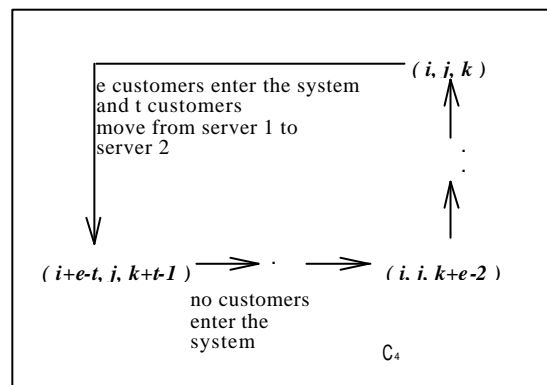 ( i, j, k )
e customers enter the system
and t customers
move from server 1 to
server 2
( i+e-t, j, k+t-1 )
( i, j, k+e-2 )
no customers
enter the
system
C4